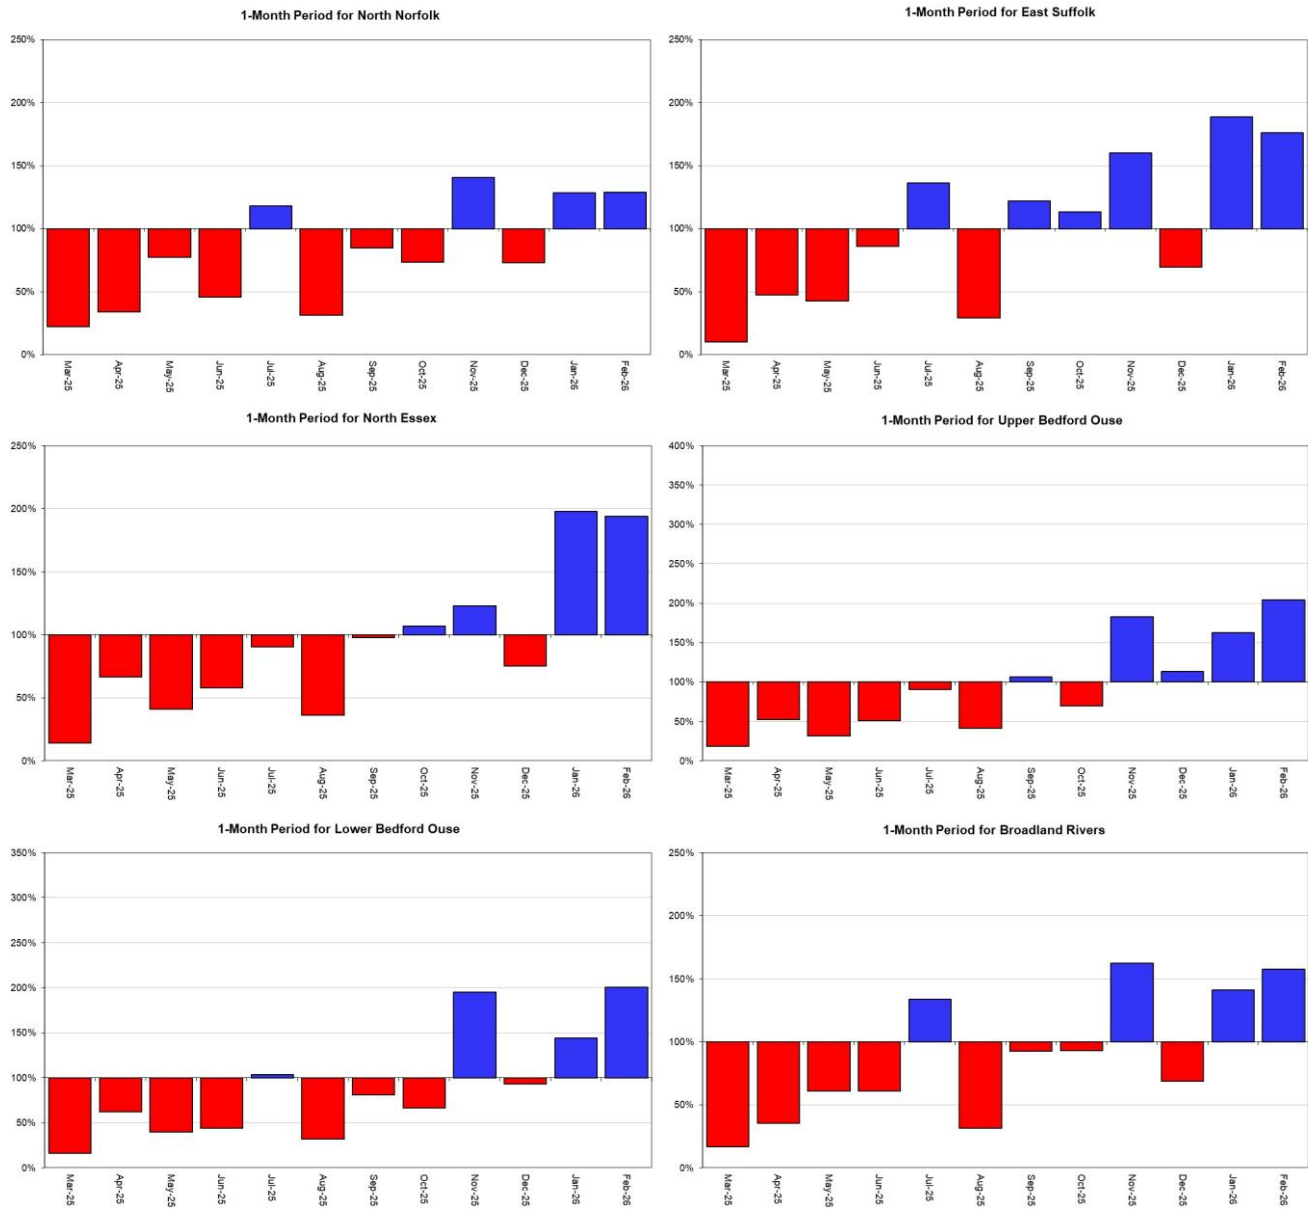 1-Month Period for North Norfolk
250%
200%
150%
100%
50%
0%
Mar-25
Apr-25
May-25
Jun-25
Jul-25
Aug-25
Sep-25
Oct-25
Nov-25
Dec-25
Jan-26
Feb-26
1-Month Period for East Suffolk
250%
200%
150%
100%
50%
0%
Mar-25
Apr-25
May-25
Jun-25
Jul-25
Aug-25
Sep-25
Oct-25
Nov-25
Dec-25
Jan-26
Feb-26
1-Month Period for North Essex
250%
200%
150%
100%
50%
0%
Mar-25
Apr-25
May-25
Jun-25
Jul-25
Aug-25
Sep-25
Oct-25
Nov-25
Dec-25
Jan-26
Feb-26
1-Month Period for Upper Bedford Ouse
400%
350%
300%
250%
200%
150%
100%
50%
0%
Mar-25
Apr-25
May-25
Jun-25
Jul-25
Aug-25
Sep-25
Oct-25
Nov-25
Dec-25
Jan-26
Feb-26
1-Month Period for Lower Bedford Ouse
350%
300%
250%
200%
150%
100%
50%
0%
Mar-25
Apr-25
May-25
Jun-25
Jul-25
Aug-25
Sep-25
Oct-25
Nov-25
Dec-25
Jan-26
Feb-26
1-Month Period for Broadland Rivers
250%
200%
150%
100%
50%
0%
Mar-25
Apr-25
May-25
Jun-25
Jul-25
Aug-25
Sep-25
Oct-25
Nov-25
Dec-25
Jan-26
Feb-26